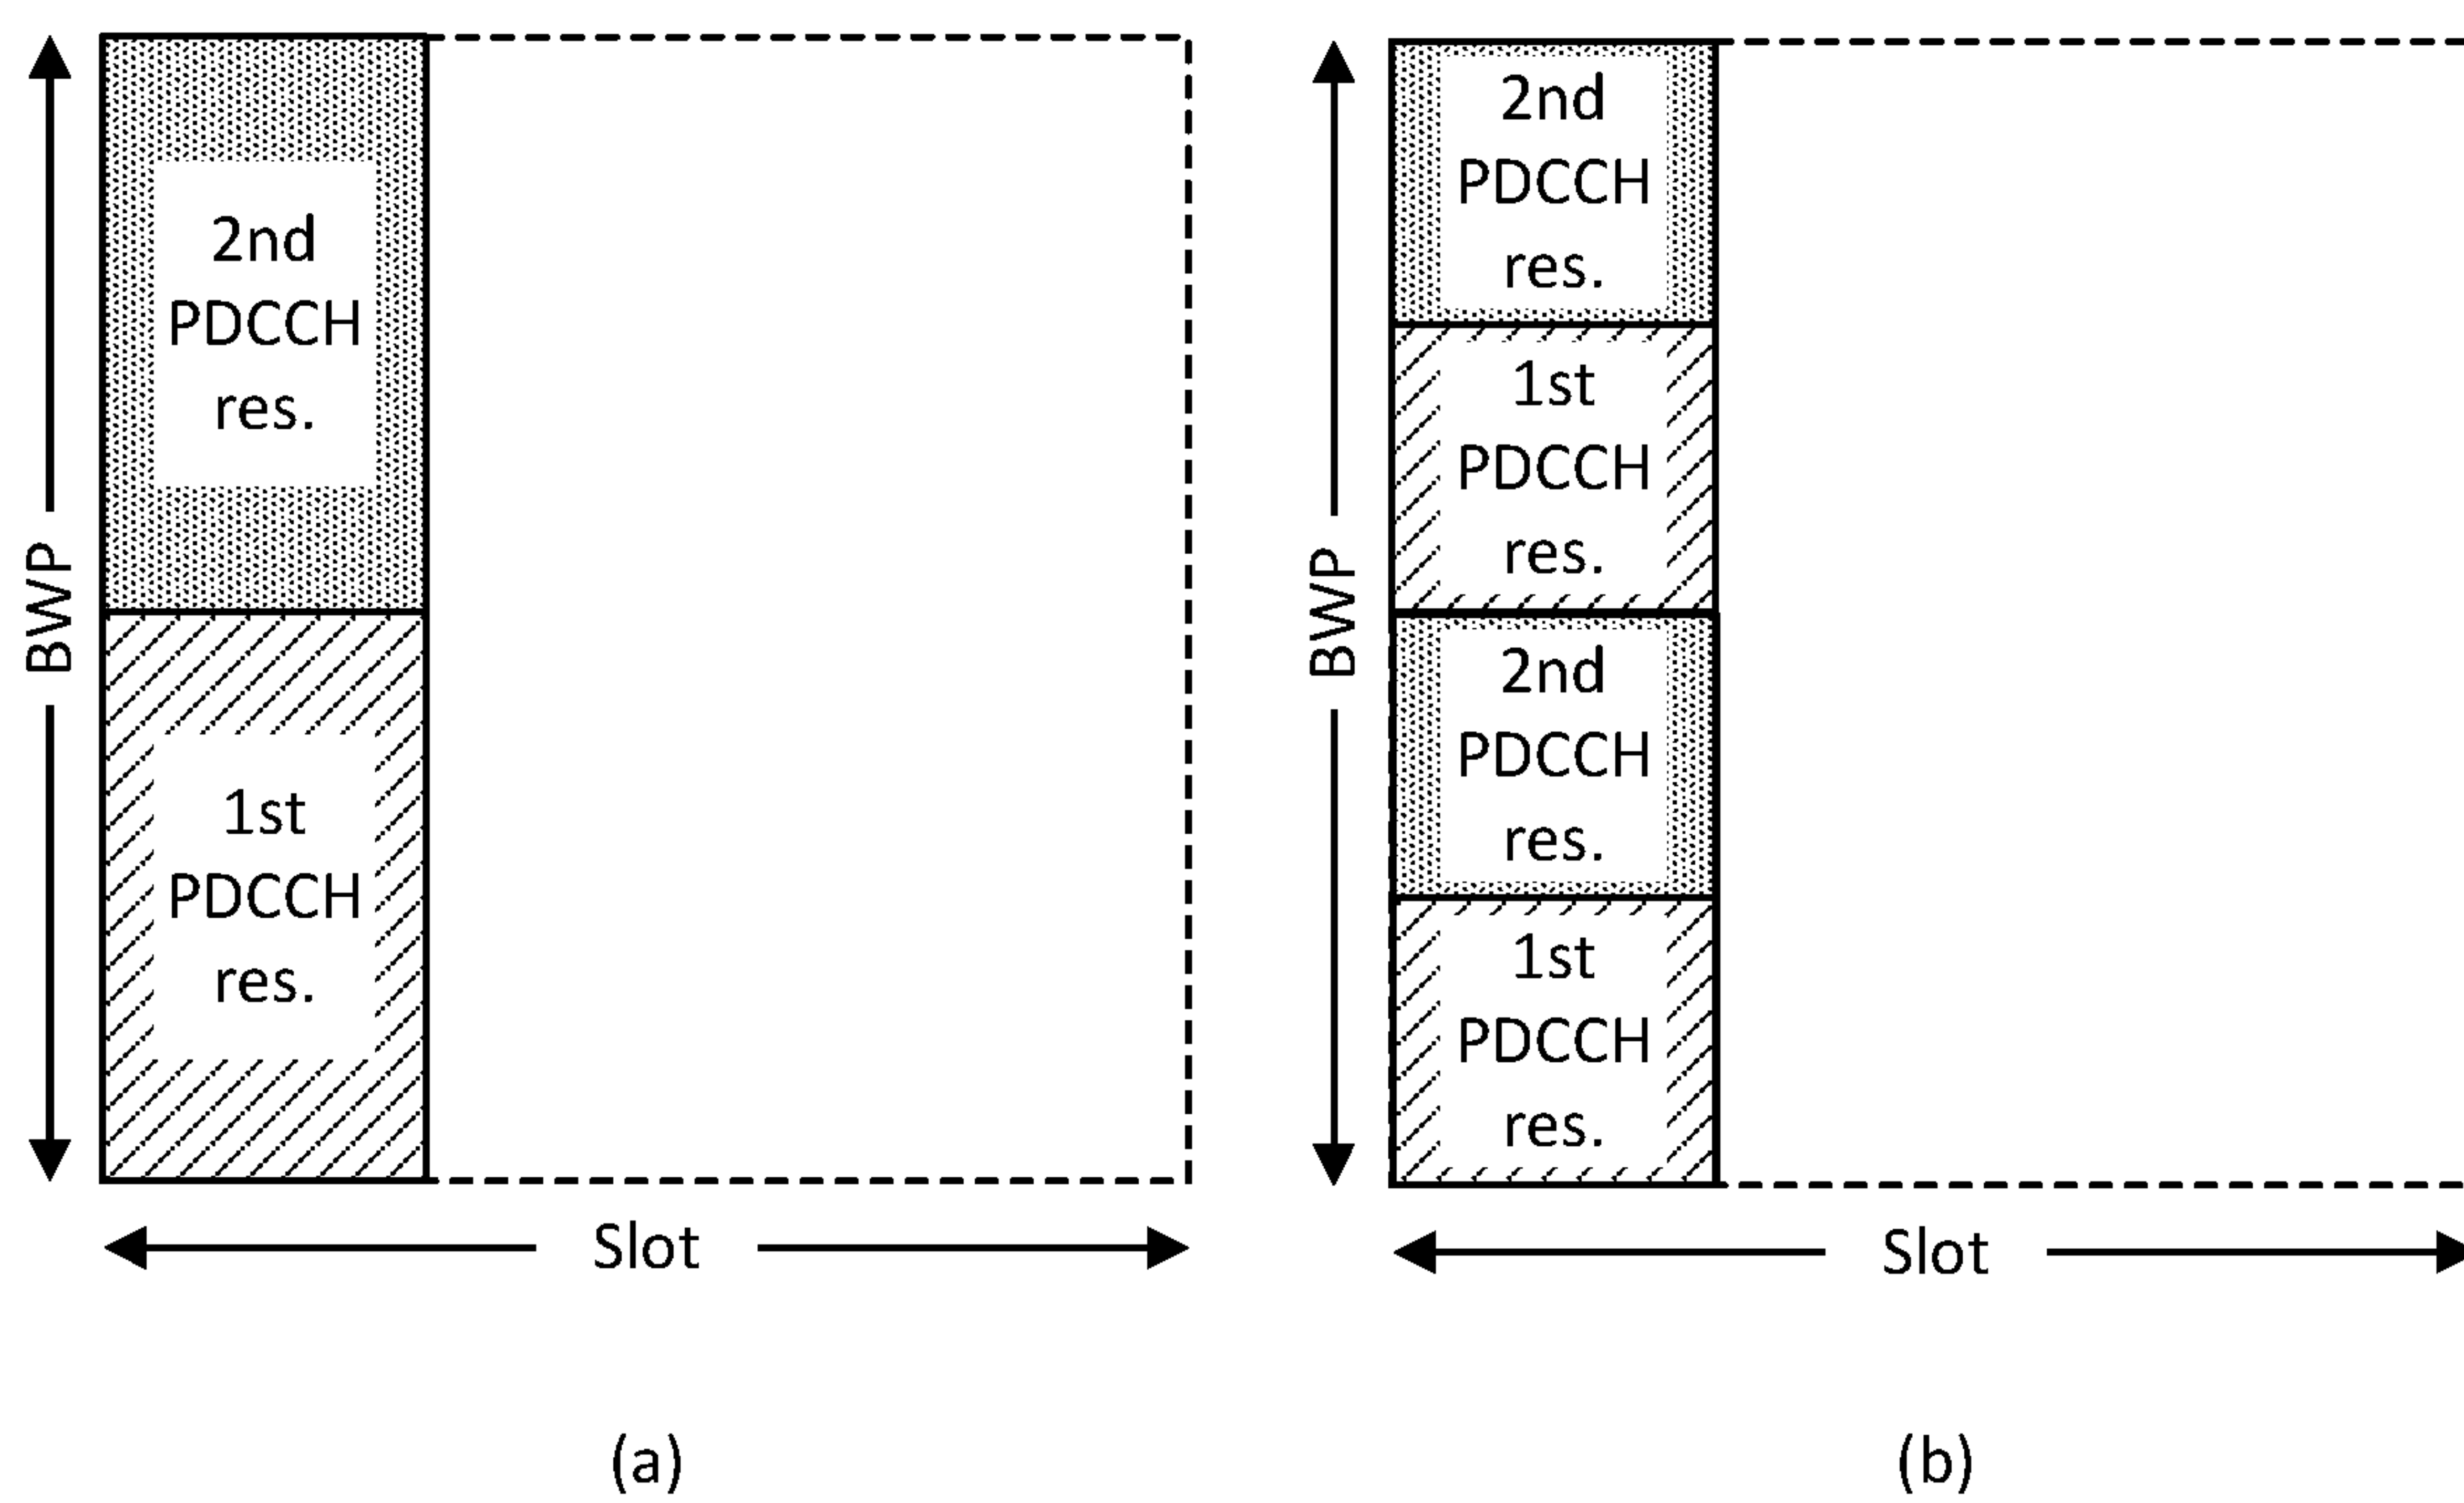 BWP
2nd
PDCCH
res.
1st
PDCCH
res.
Slot
(a)
BWP
2nd
PDCCH
res.
1st
PDCCH
res.
2nd
PDCCH
res.
1st
PDCCH
res.
Slot
(b)